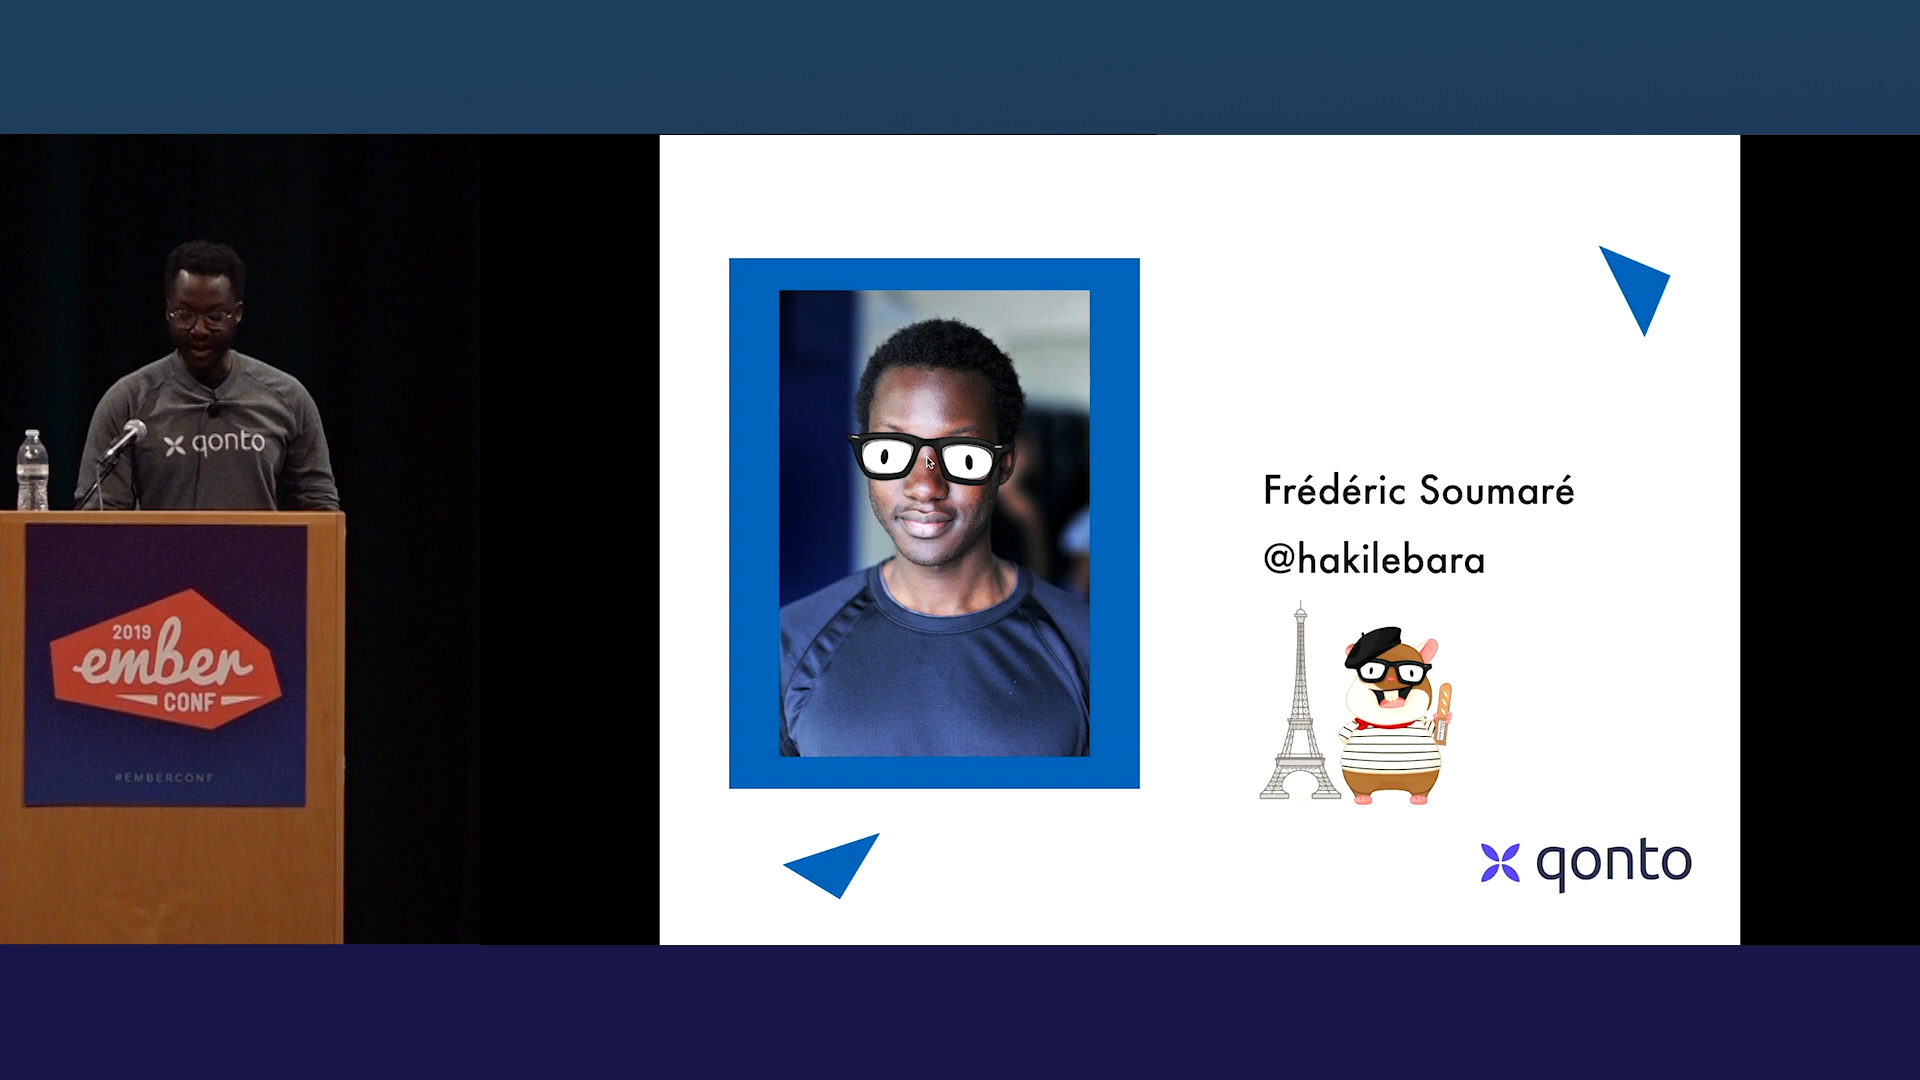 qonto
2019
ember
CONF
#EMBERCONF
Frédéric Soumaré
@hakilebara
qonto